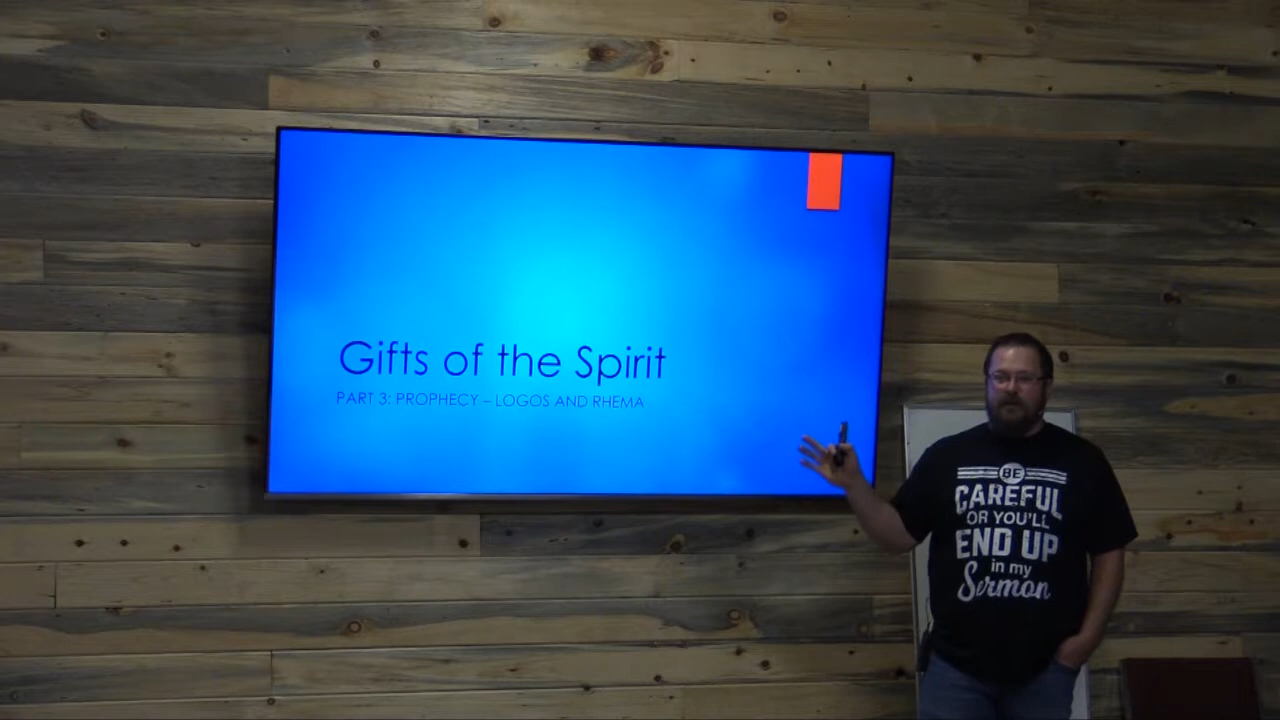 Gifts of the Spirit
PART 3: PROPHECY – LOGOS AND RHEMA
BE
CAREFUL
OR YOU'LL
END UP
in my
Sermon